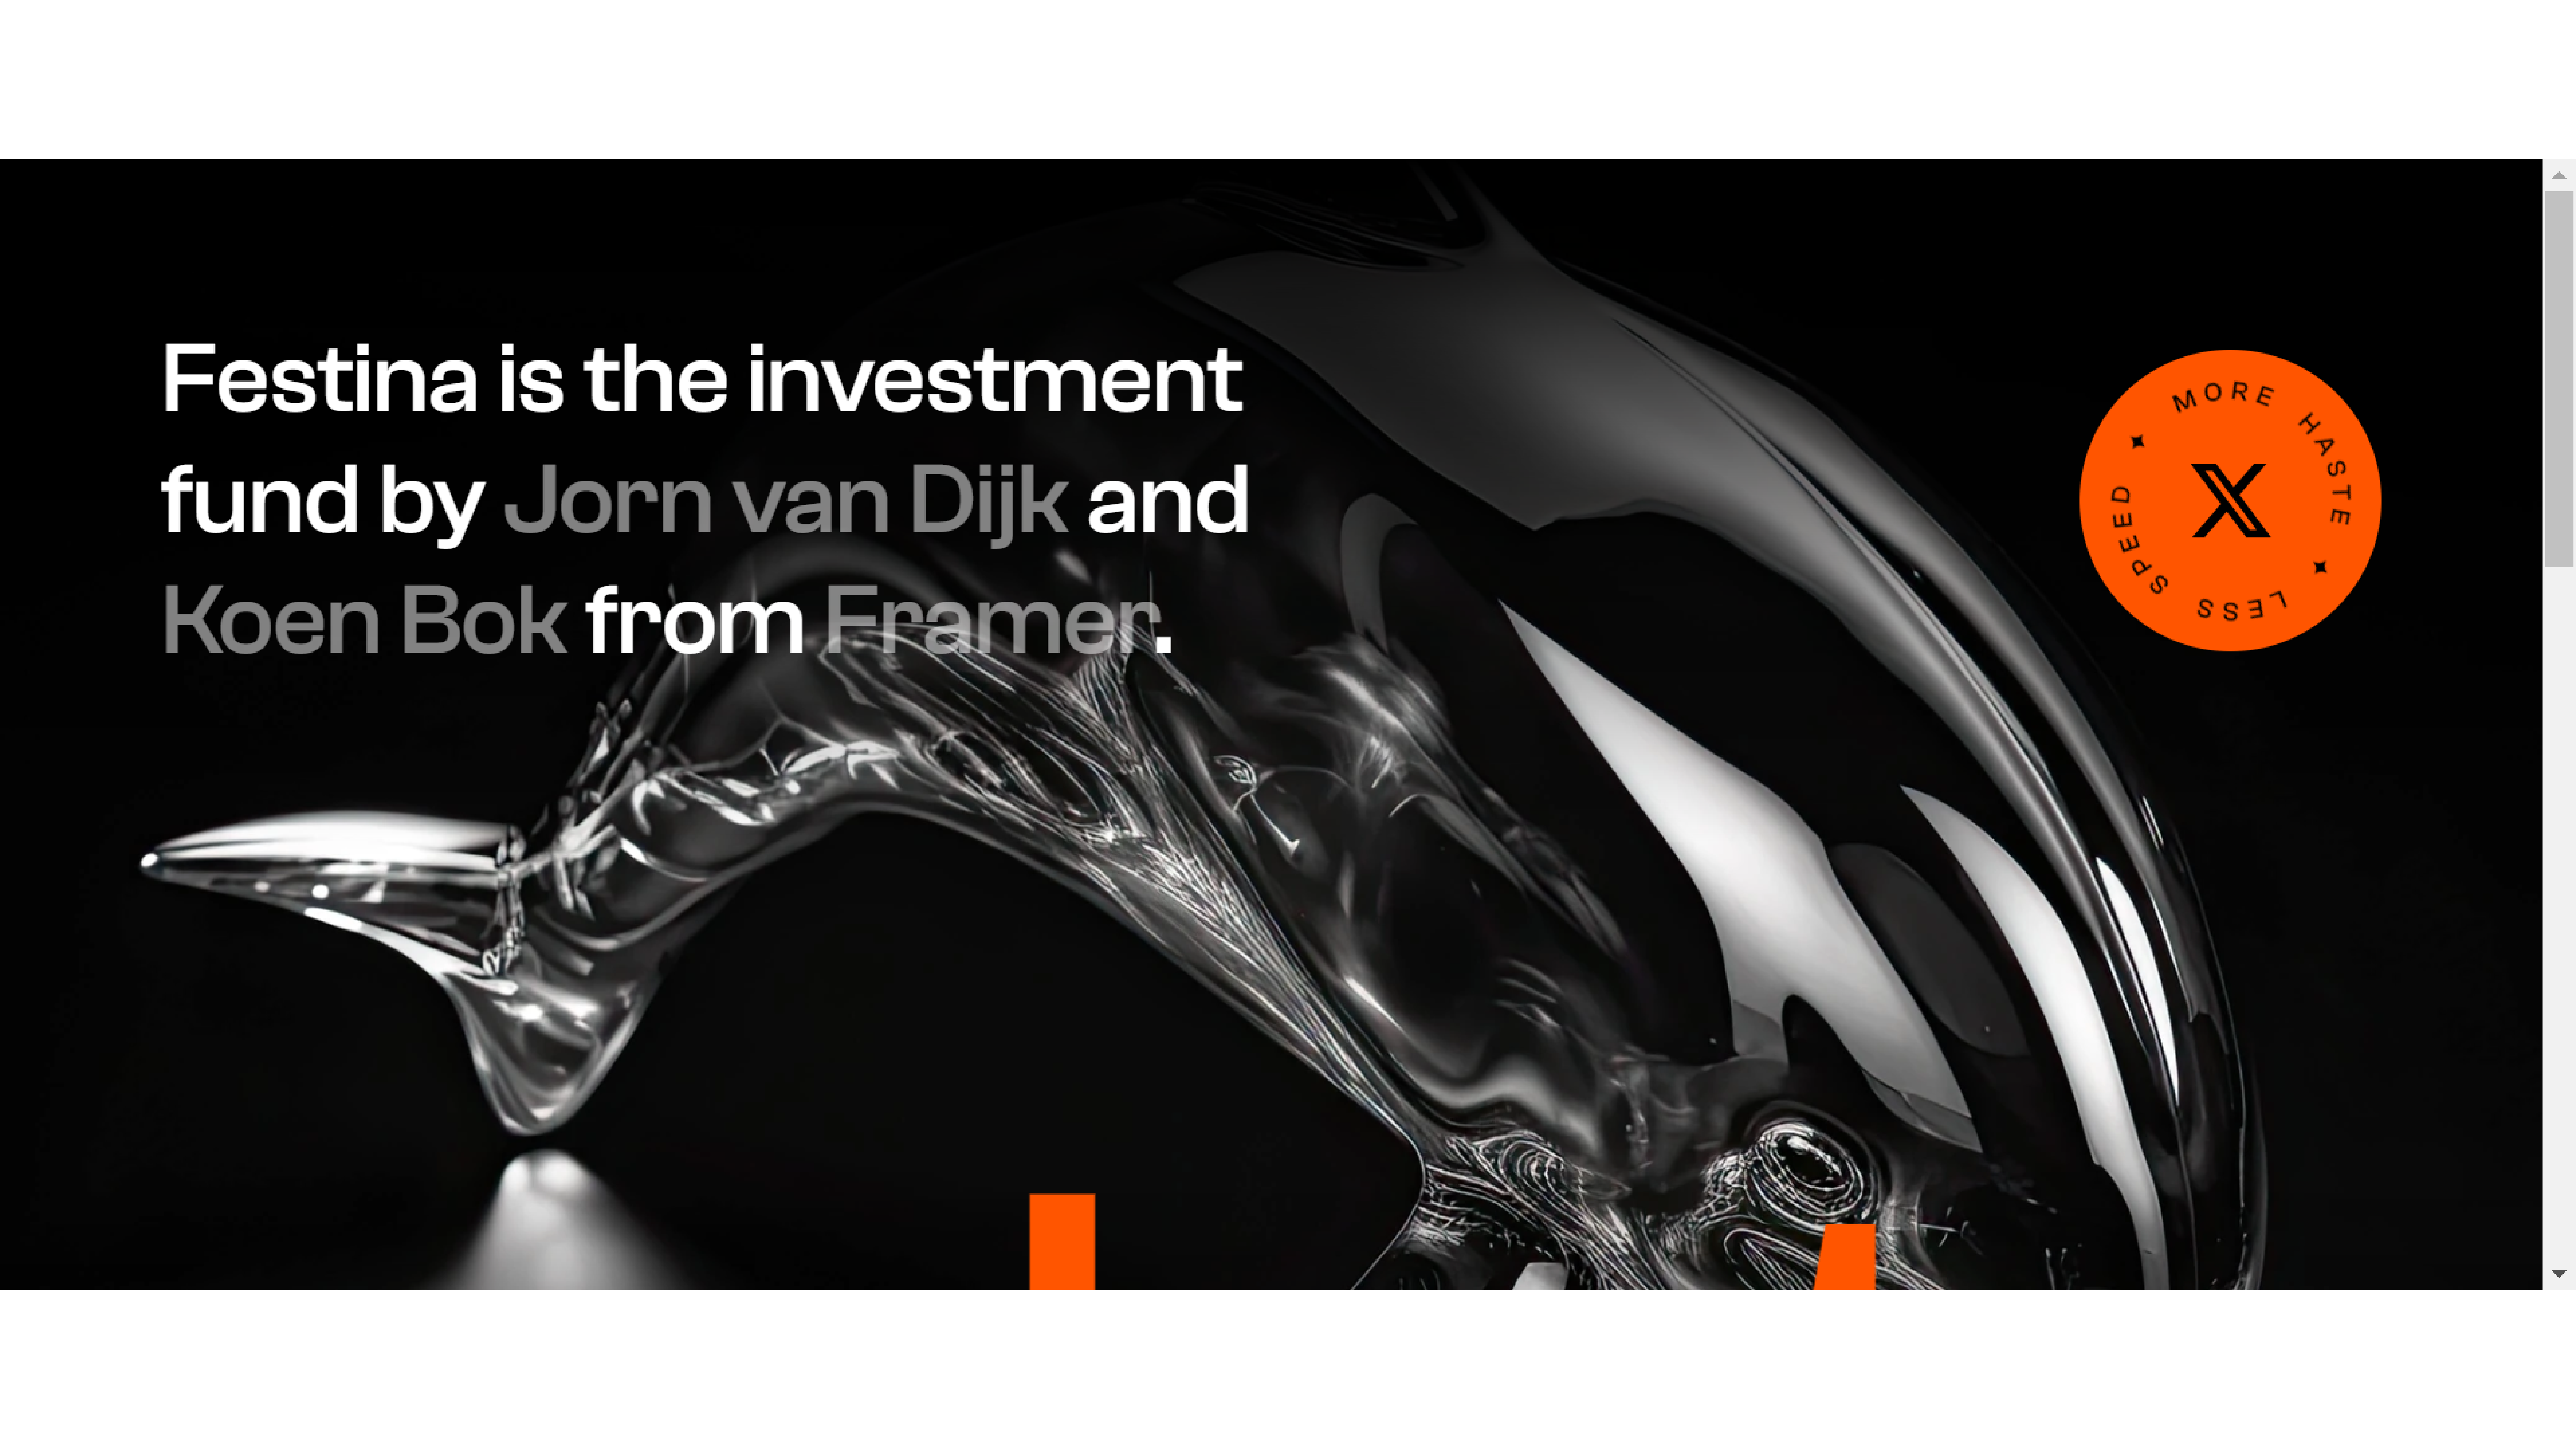 Festina is the investment
fund by Jorn van Dijk and
Koen Bok from Framer.
MORE HASTE ✦ LESS SPEED ✦
X